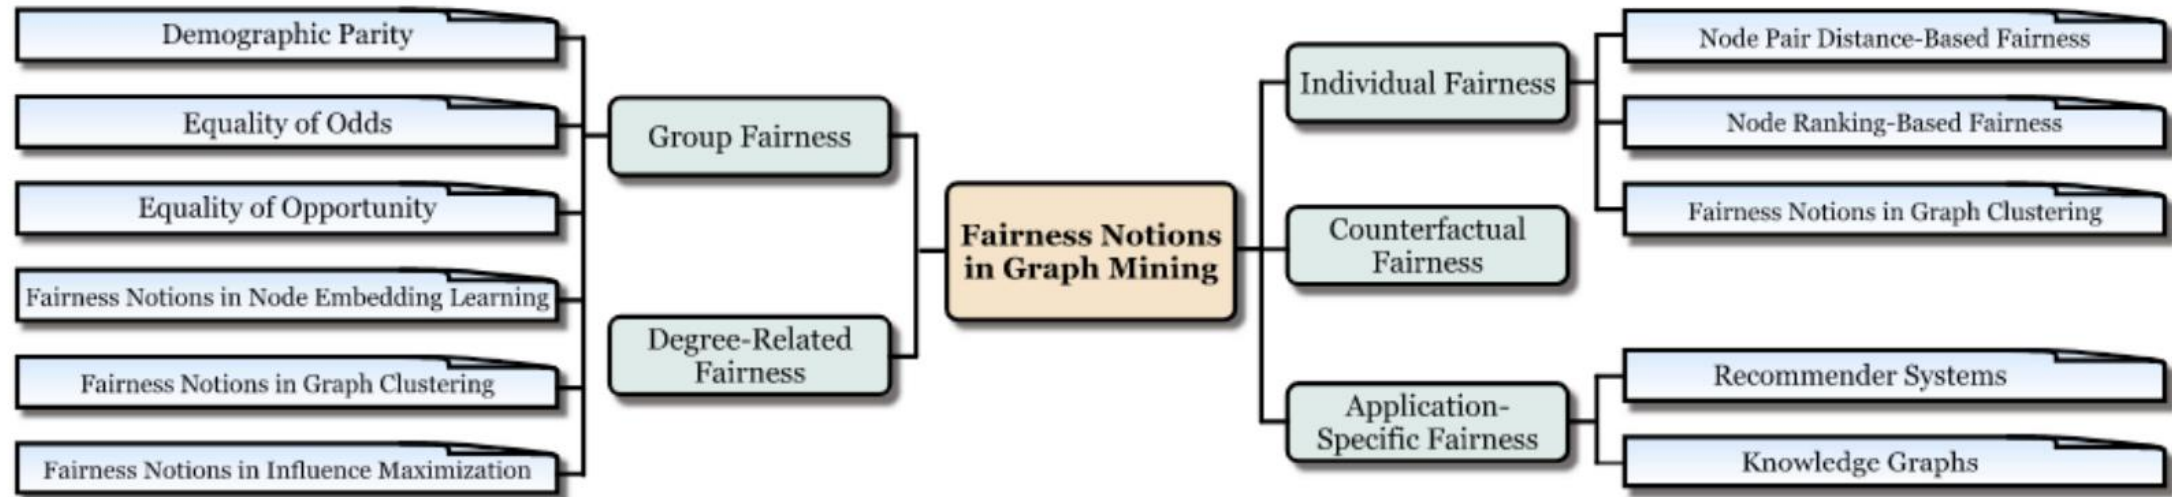 Demographic Parity
Equality of Odds
Equality of Opportunity
Fairness Notions in Node Embedding Learning
Fairness Notions in Graph Clustering
Fairness Notions in Influence Maximization
Group Fairness
Degree-Related
Fairness
Fairness Notions
in Graph Mining
Individual Fairness
Counterfactual
Fairness
Application-
Specific Fairness
Node Pair Distance-Based Fairness
Node Ranking-Based Fairness
Fairness Notions in Graph Clustering
Recommender Systems
Knowledge Graphs